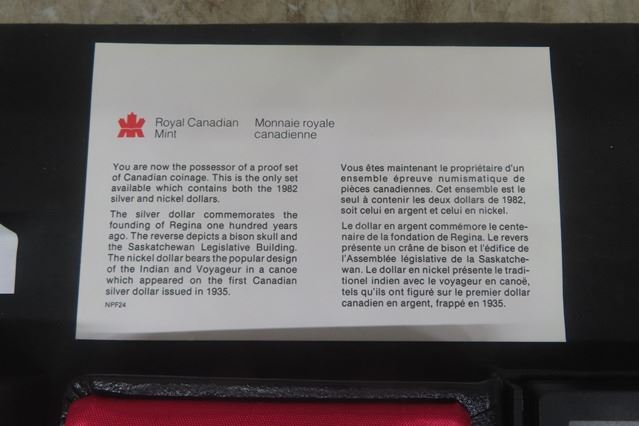 Royal Canadian
Mint
Monnaie royale
canadienne
You are now the possessor of a proof set
of Canadian coinage. This is the only set
available which contains both the 1982
silver and nickel dollars.
The silver dollar commemorates the
founding of Regina one hundred years
ago. The reverse depicts a bison skull and
the Saskatchewan Legislative Building.
The nickel dollar bears the popular design
of the Indian and Voyageur in a canoe
which appeared on the first Canadian
silver dollar issued in 1935.
NPF24
Vous êtes maintenant le propriétaire d'un
ensemble épreuve numismatique de
pièces canadiennes. Cet ensemble est le
seul à contenir les deux dollars de 1982,
soit celui en argent et celui en nickel.
Le dollar en argent commémore le cente-
naire de la fondation de Regina. Le revers
présente un crâne de bison et l'édifice de
l'Assemblée législative de la Saskatche-
wan. Le dollar en nickel présente le tradi-
tionel indien avec le voyageur en canoë,
tels qu'ils ont figuré sur le premier dollar
canadien en argent, frappé en 1935.